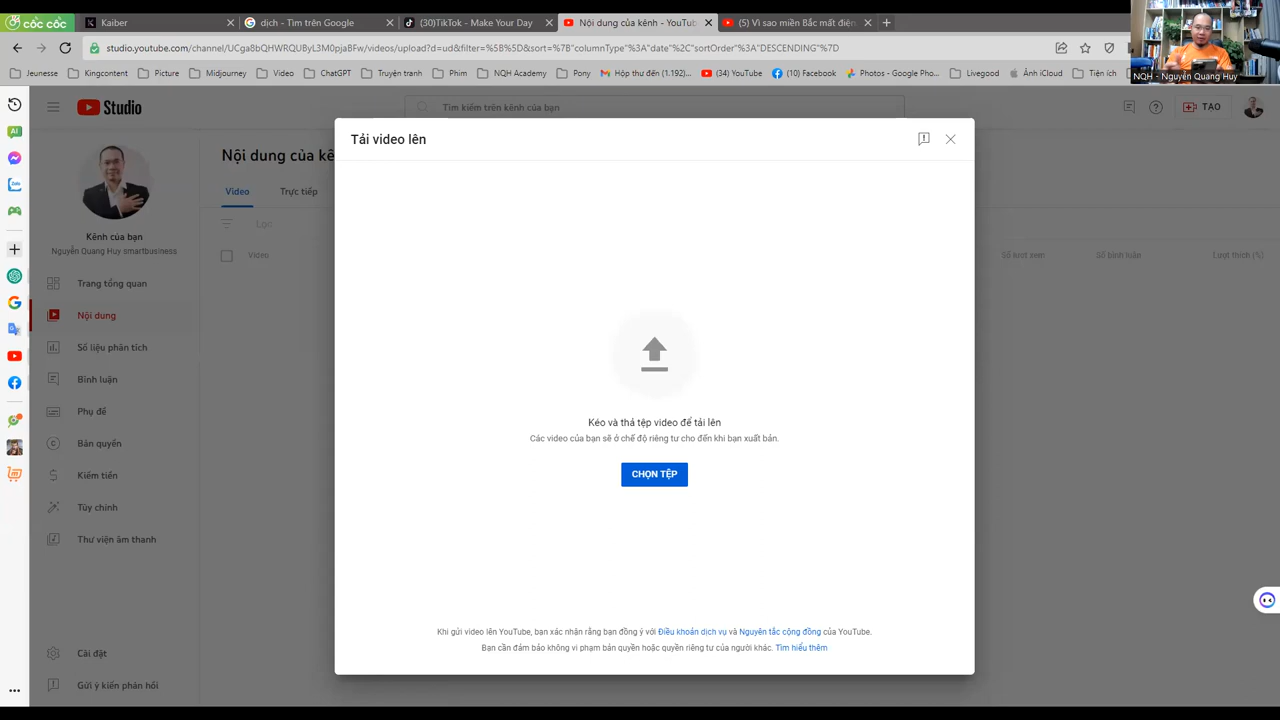 cốc cốc
Kaiber
dịch - Tìm trên Google
(30)TikTok - Make Your Day
Nội dung của kênh - YouTub
(5) Vì sao miền Bắc mất điện,
studio.youtube.com/channel/UCga8bQHWRQUByL3M0pjaBFw/videos/upload?d=ud&filter=%5B%5D&sort=%7B"columnType"%3A"date"%2C"sortOrder"%3A"DESCENDING"%7D
Jeunesse
Kingcontent
Picture
Midjourney
Video
ChatGPT
Truyện tranh
Phim
NQH Academy
Pony
Hộp thư đến (1.192)...
(34) YouTube
(10) Facebook
Photos - Google Pho...
Livegood
Ảnh iCloud
Tiện ích
NQH - Nguyễn Quang Huy
Studio
Tìm kiếm trên kênh của bạn
TẠO
Kênh của bạn
Nguyễn Quang Huy smartbusiness
Trang tổng quan
Nội dung
Số liệu phân tích
Bình luận
Phụ đề
Bản quyền
Kiếm tiền
Tùy chỉnh
Thư viện âm thanh
Cài đặt
Gửi ý kiến phản hồi
Nội dung của kê
Video
Trực tiếp
Lọc
Video
Số lượt xem
Số bình luận
Lượt thích (%)
Tải video lên
Kéo và thả tệp video để tải lên
Các video của bạn sẽ ở chế độ riêng tư cho đến khi bạn xuất bản.
CHỌN TỆP
Khi gửi video lên YouTube, bạn xác nhận rằng bạn đồng ý với Điều khoản dịch vụ và Nguyên tắc cộng đồng của YouTube.
Bạn cần đảm bảo không vi phạm bản quyền hoặc quyền riêng tư của người khác. Tìm hiểu thêm